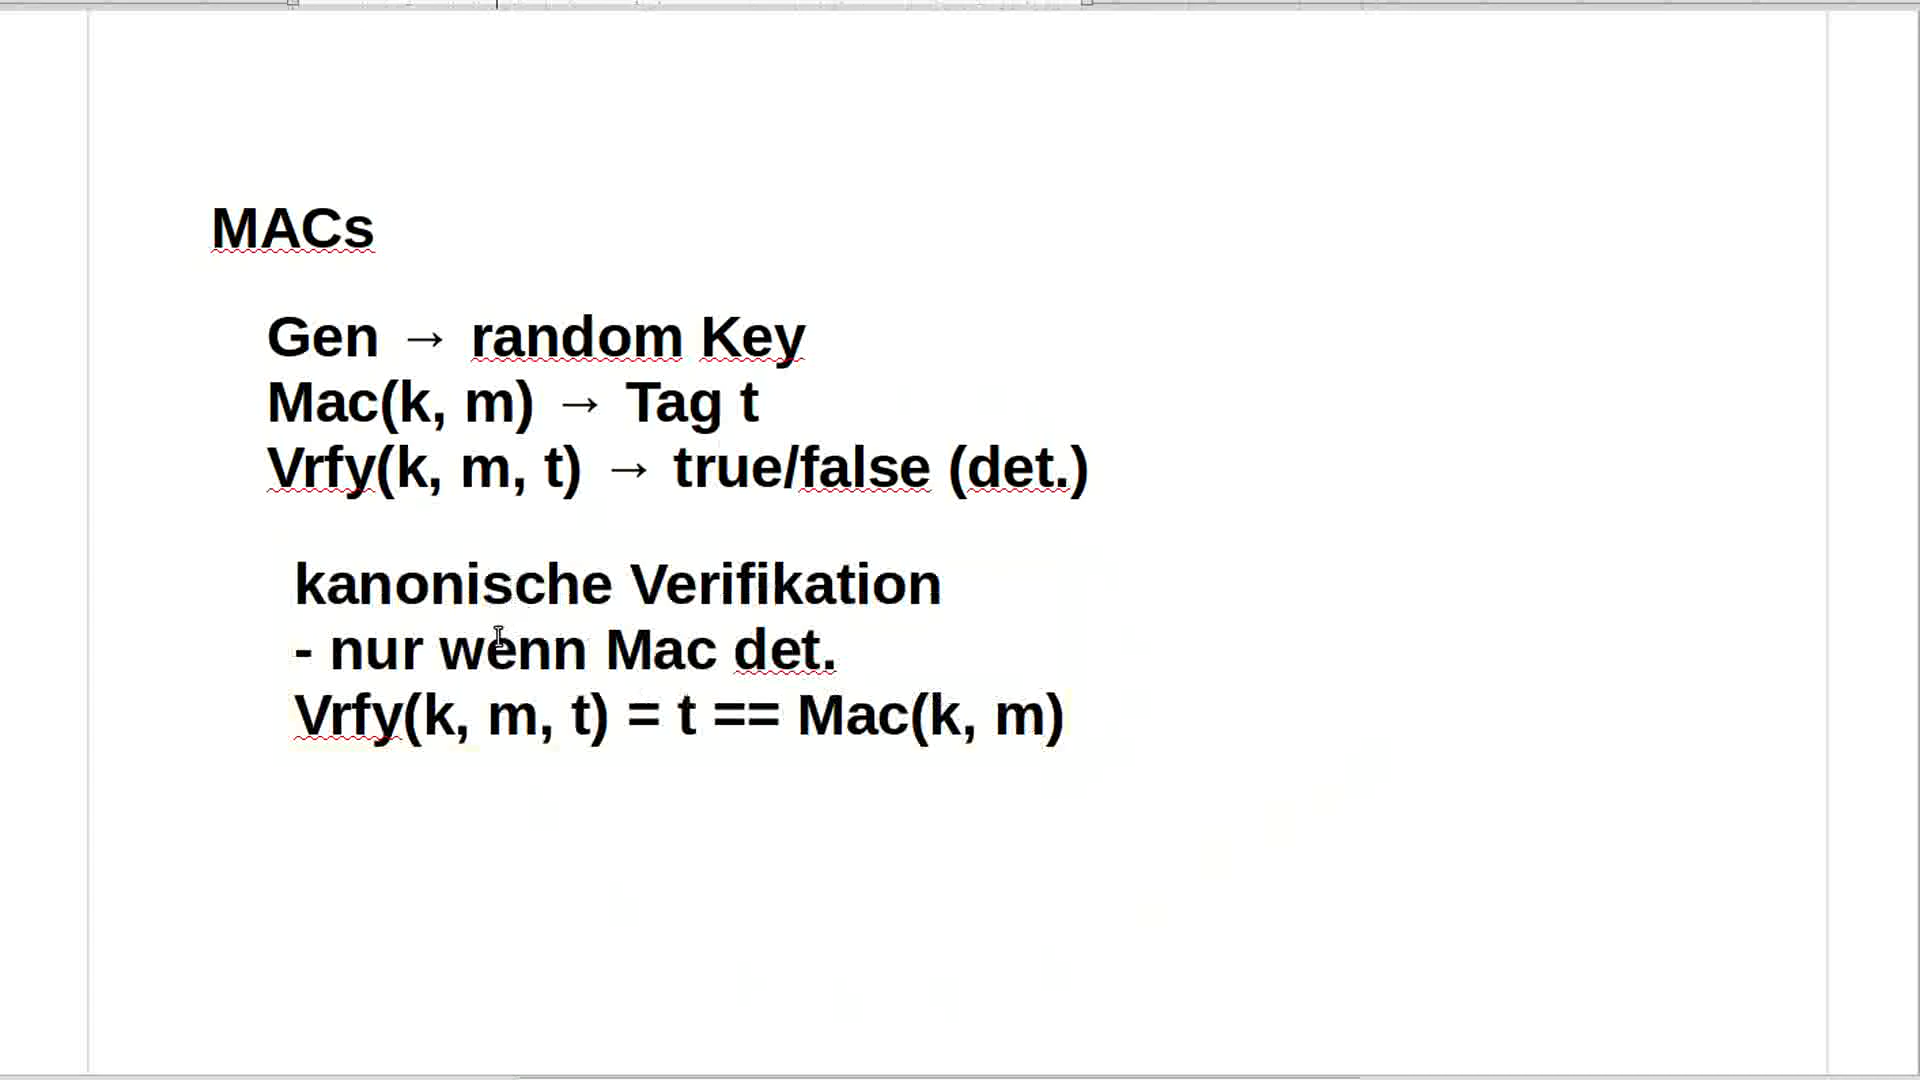 MACs
Gen → random Key
Mac(k, m) → Tag t
Vrfy(k, m, t) → true/false (det.)
kanonische Verifikation
- nur wenn Mac det.
Vrfy(k, m, t) = t == Mac(k, m)